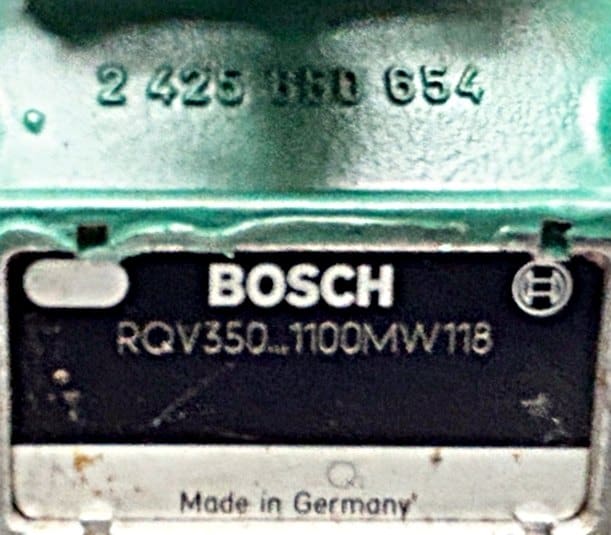 2 425 654
BOSCH
RQV350...1100MW118
Made in Germany